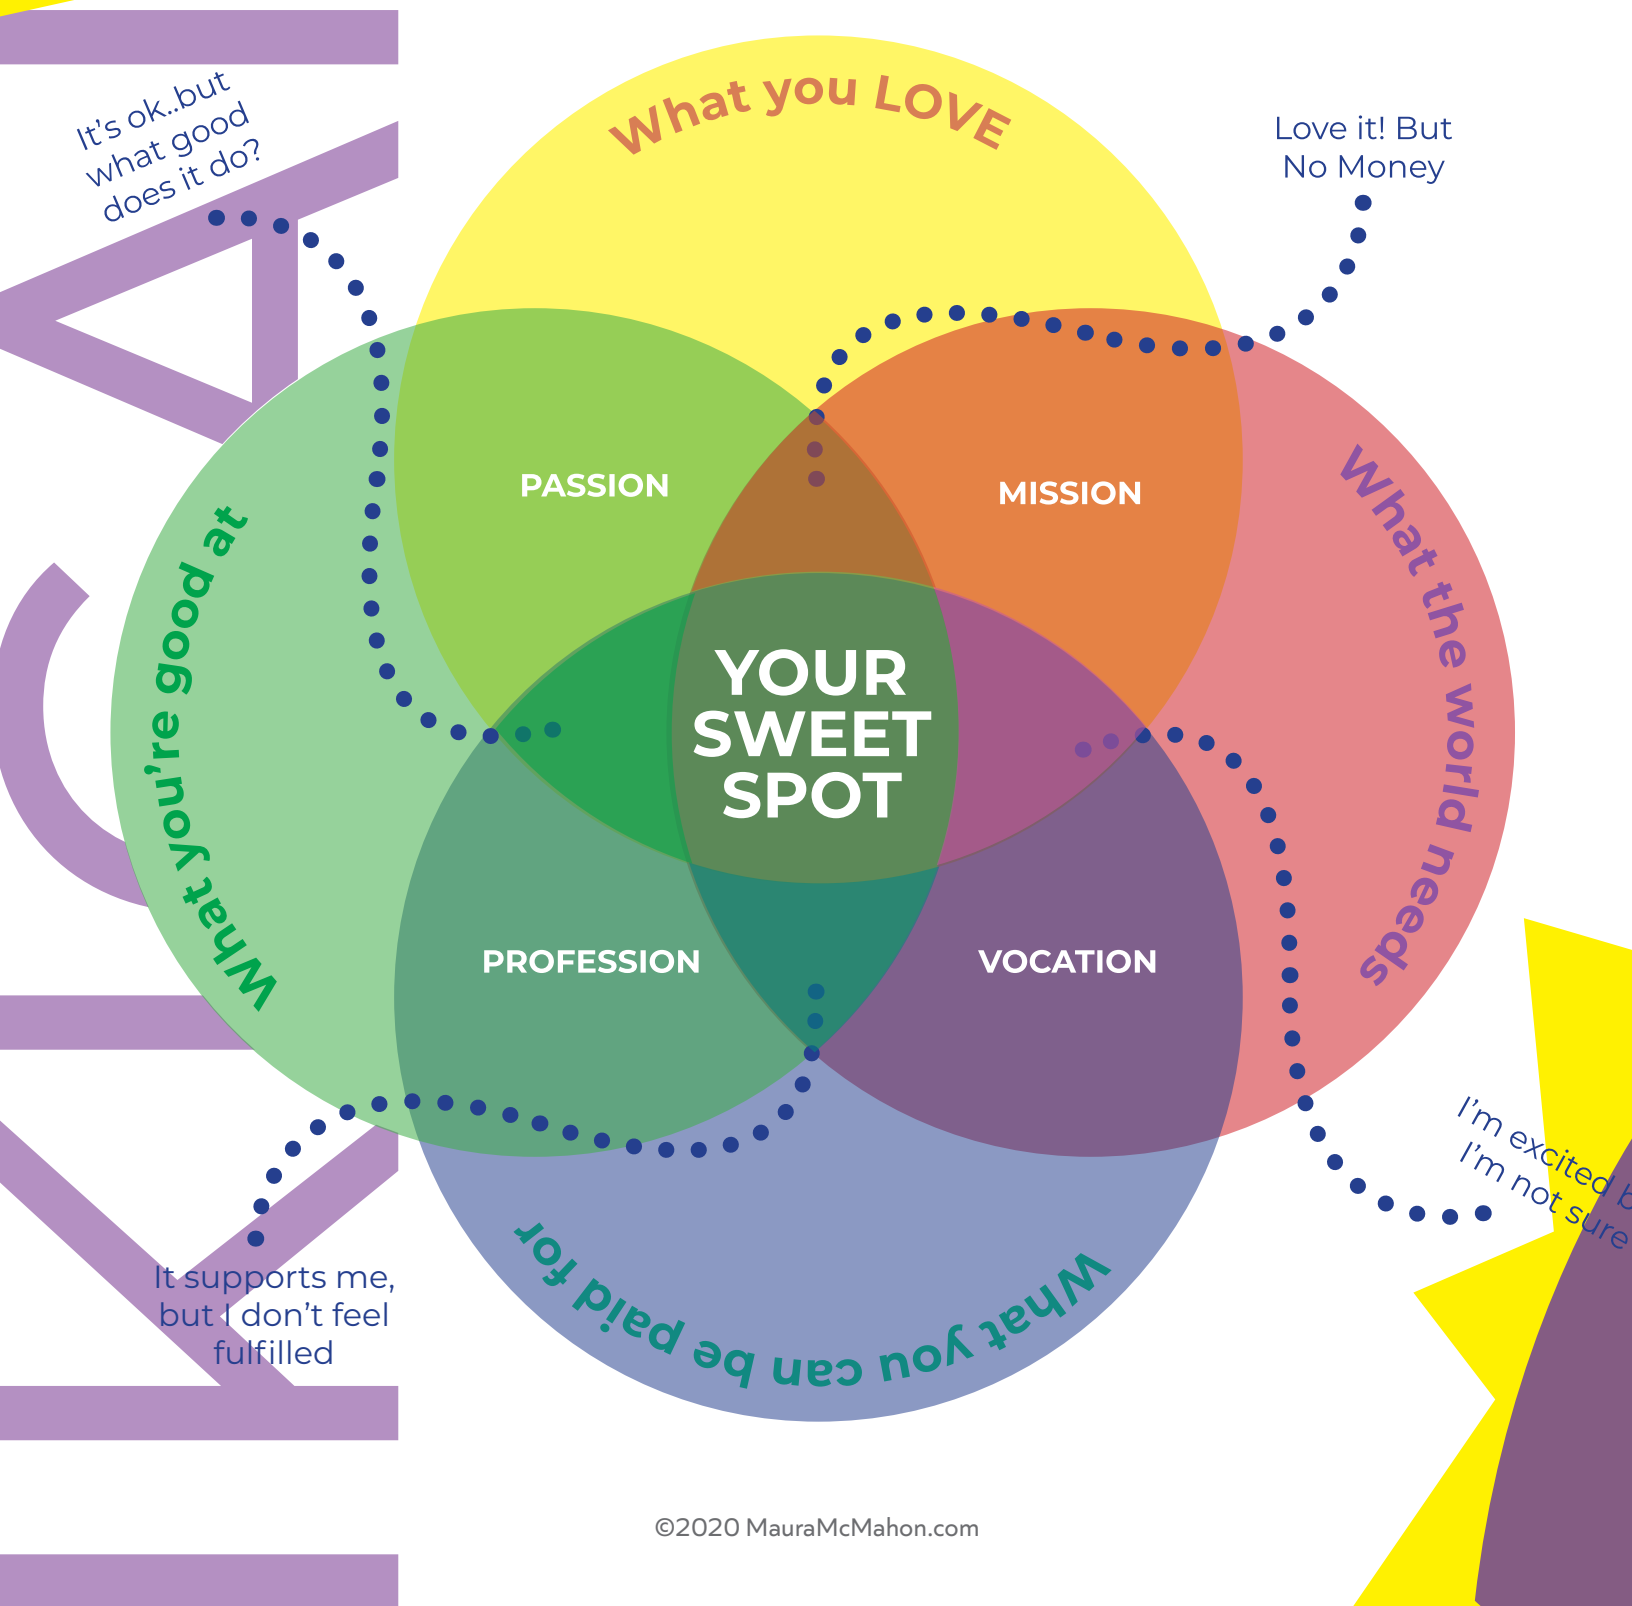 It's ok..but
what good
does it do?
What you LOVE
Love it! But
No Money
PASSION
MISSION
What you're good at
What the world needs
YOUR
SWEET
SPOT
PROFESSION
VOCATION
I'm excited
I'm not sure
What you can be paid for
It supports me,
but I don't feel
fulfilled
©2020 MauraMcMahon.com